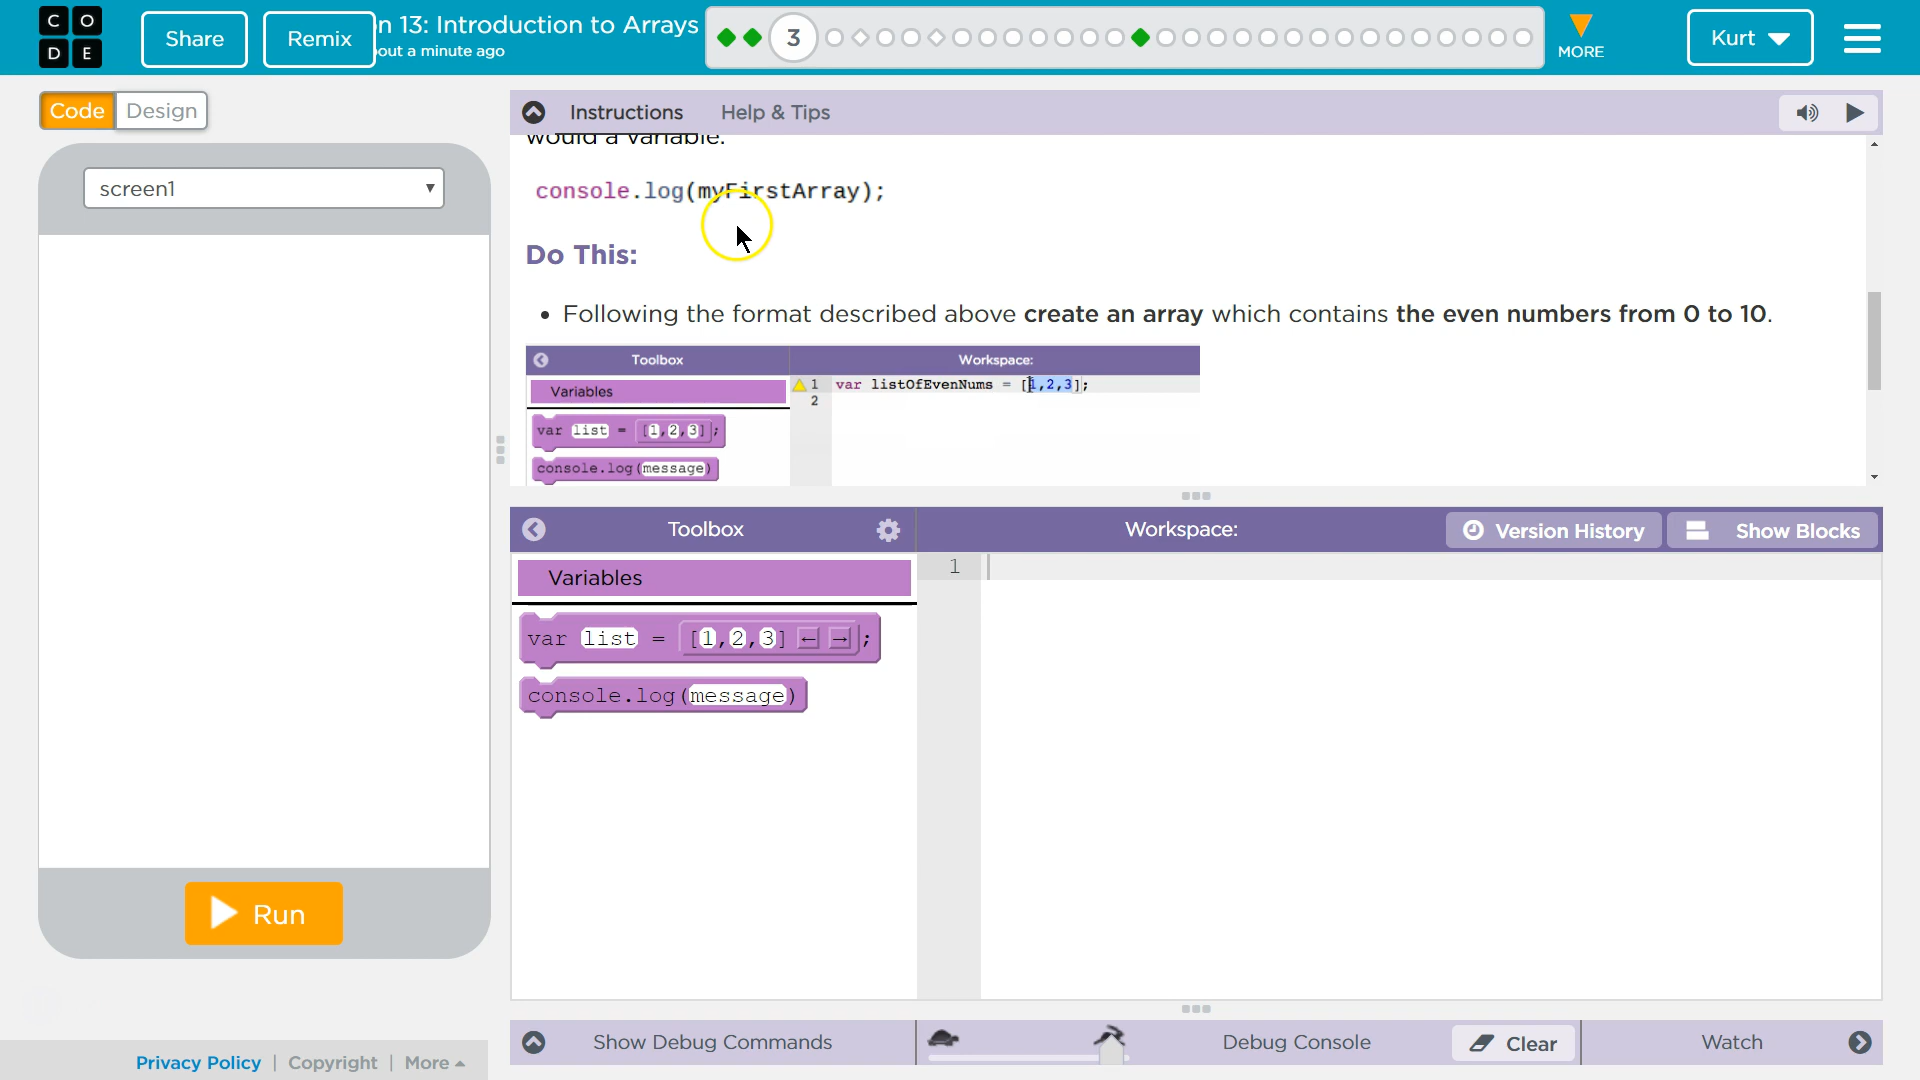 C O
D E
Share
Remix
n 13: Introduction to Arrays
out a minute ago
3
MORE
Kurt
Code
Design
screen1
Run
Instructions
Help & Tips
would a variable.
console.log(myFirstArray);
Do This:
• Following the format described above create an array which contains the even numbers from 0 to 10.
Toolbox
Workspace:
Variables
var list = [1,2,3];
console.log(message)
1 var listOfEvenNums = [1,2,3];
2
Toolbox
Workspace:
Version History
Show Blocks
Variables
var list = [1,2,3] ← → ;
console.log(message)
1
Show Debug Commands
Debug Console
Clear
Watch
Privacy Policy | Copyright | More